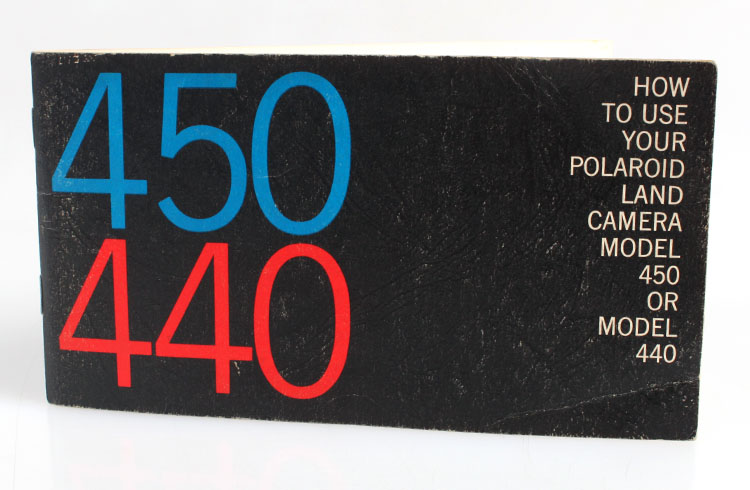 450
440
HOW
TO USE
YOUR
POLAROID
LAND
CAMERA
MODEL
450
OR
MODEL
440